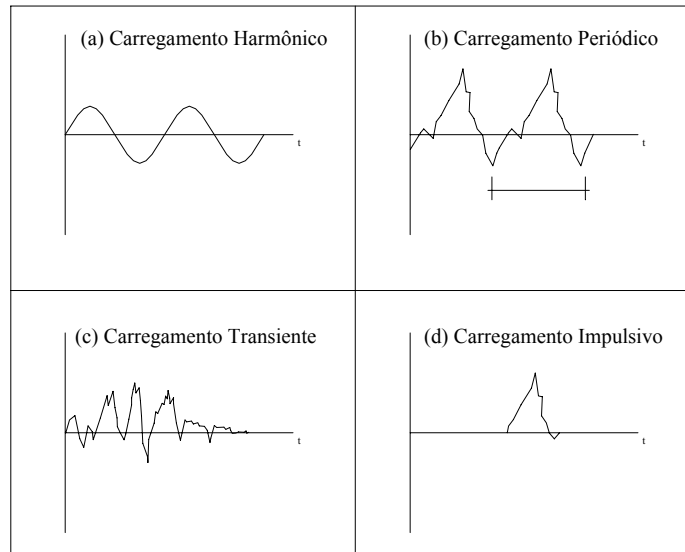 (a) Carregamento Harmônico
t
(b) Carregamento Periódico
t
(c) Carregamento Transiente
t
(d) Carregamento Impulsivo
t